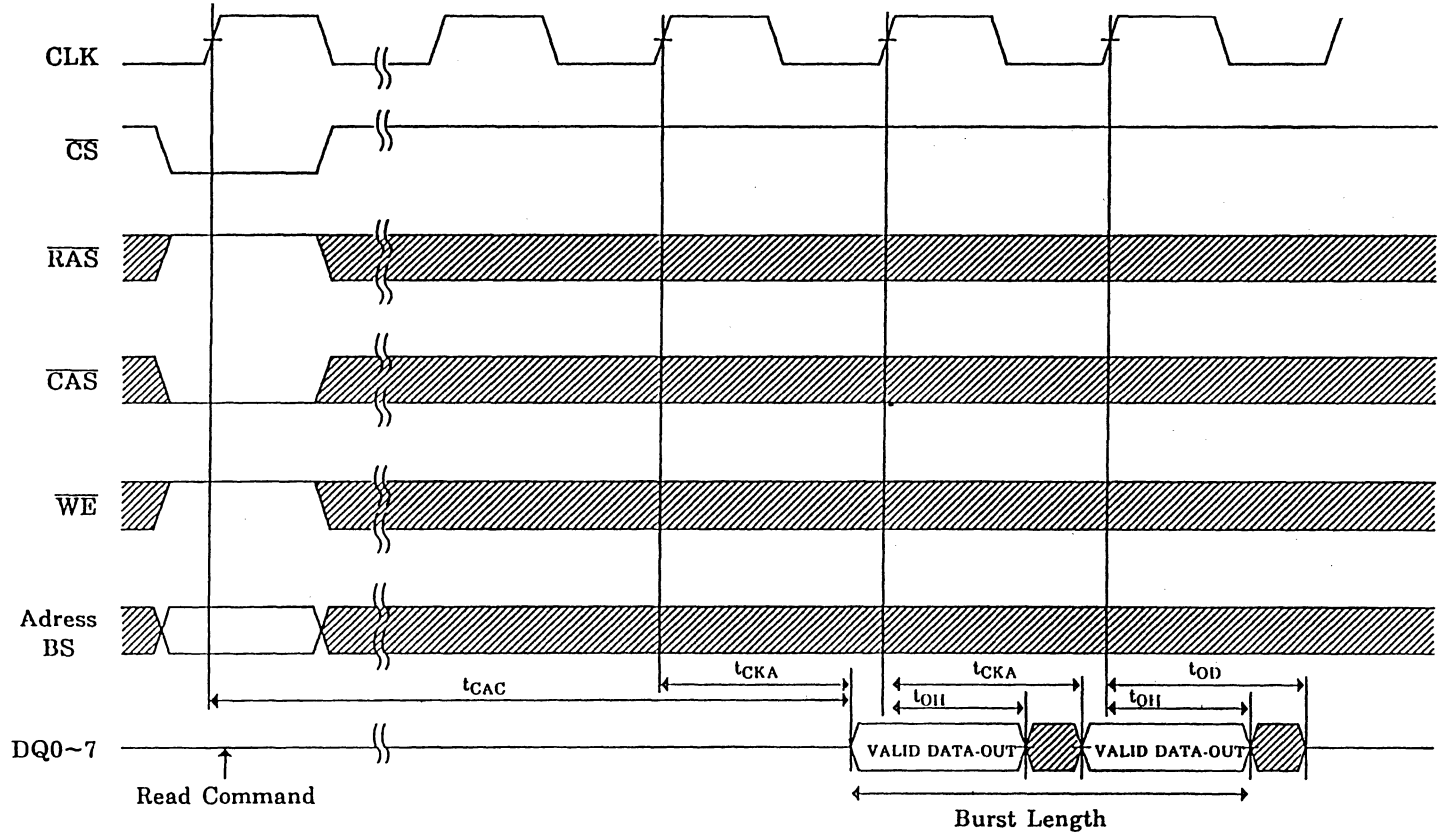 CLK
CS
RAS
CAS
WE
Adress
BS
tCAC
tCKA
tCKA
tOD
tOH
tOH
DQ0~7
VALID DATA-OUT
VALID DATA-OUT
Read Command
Burst Length